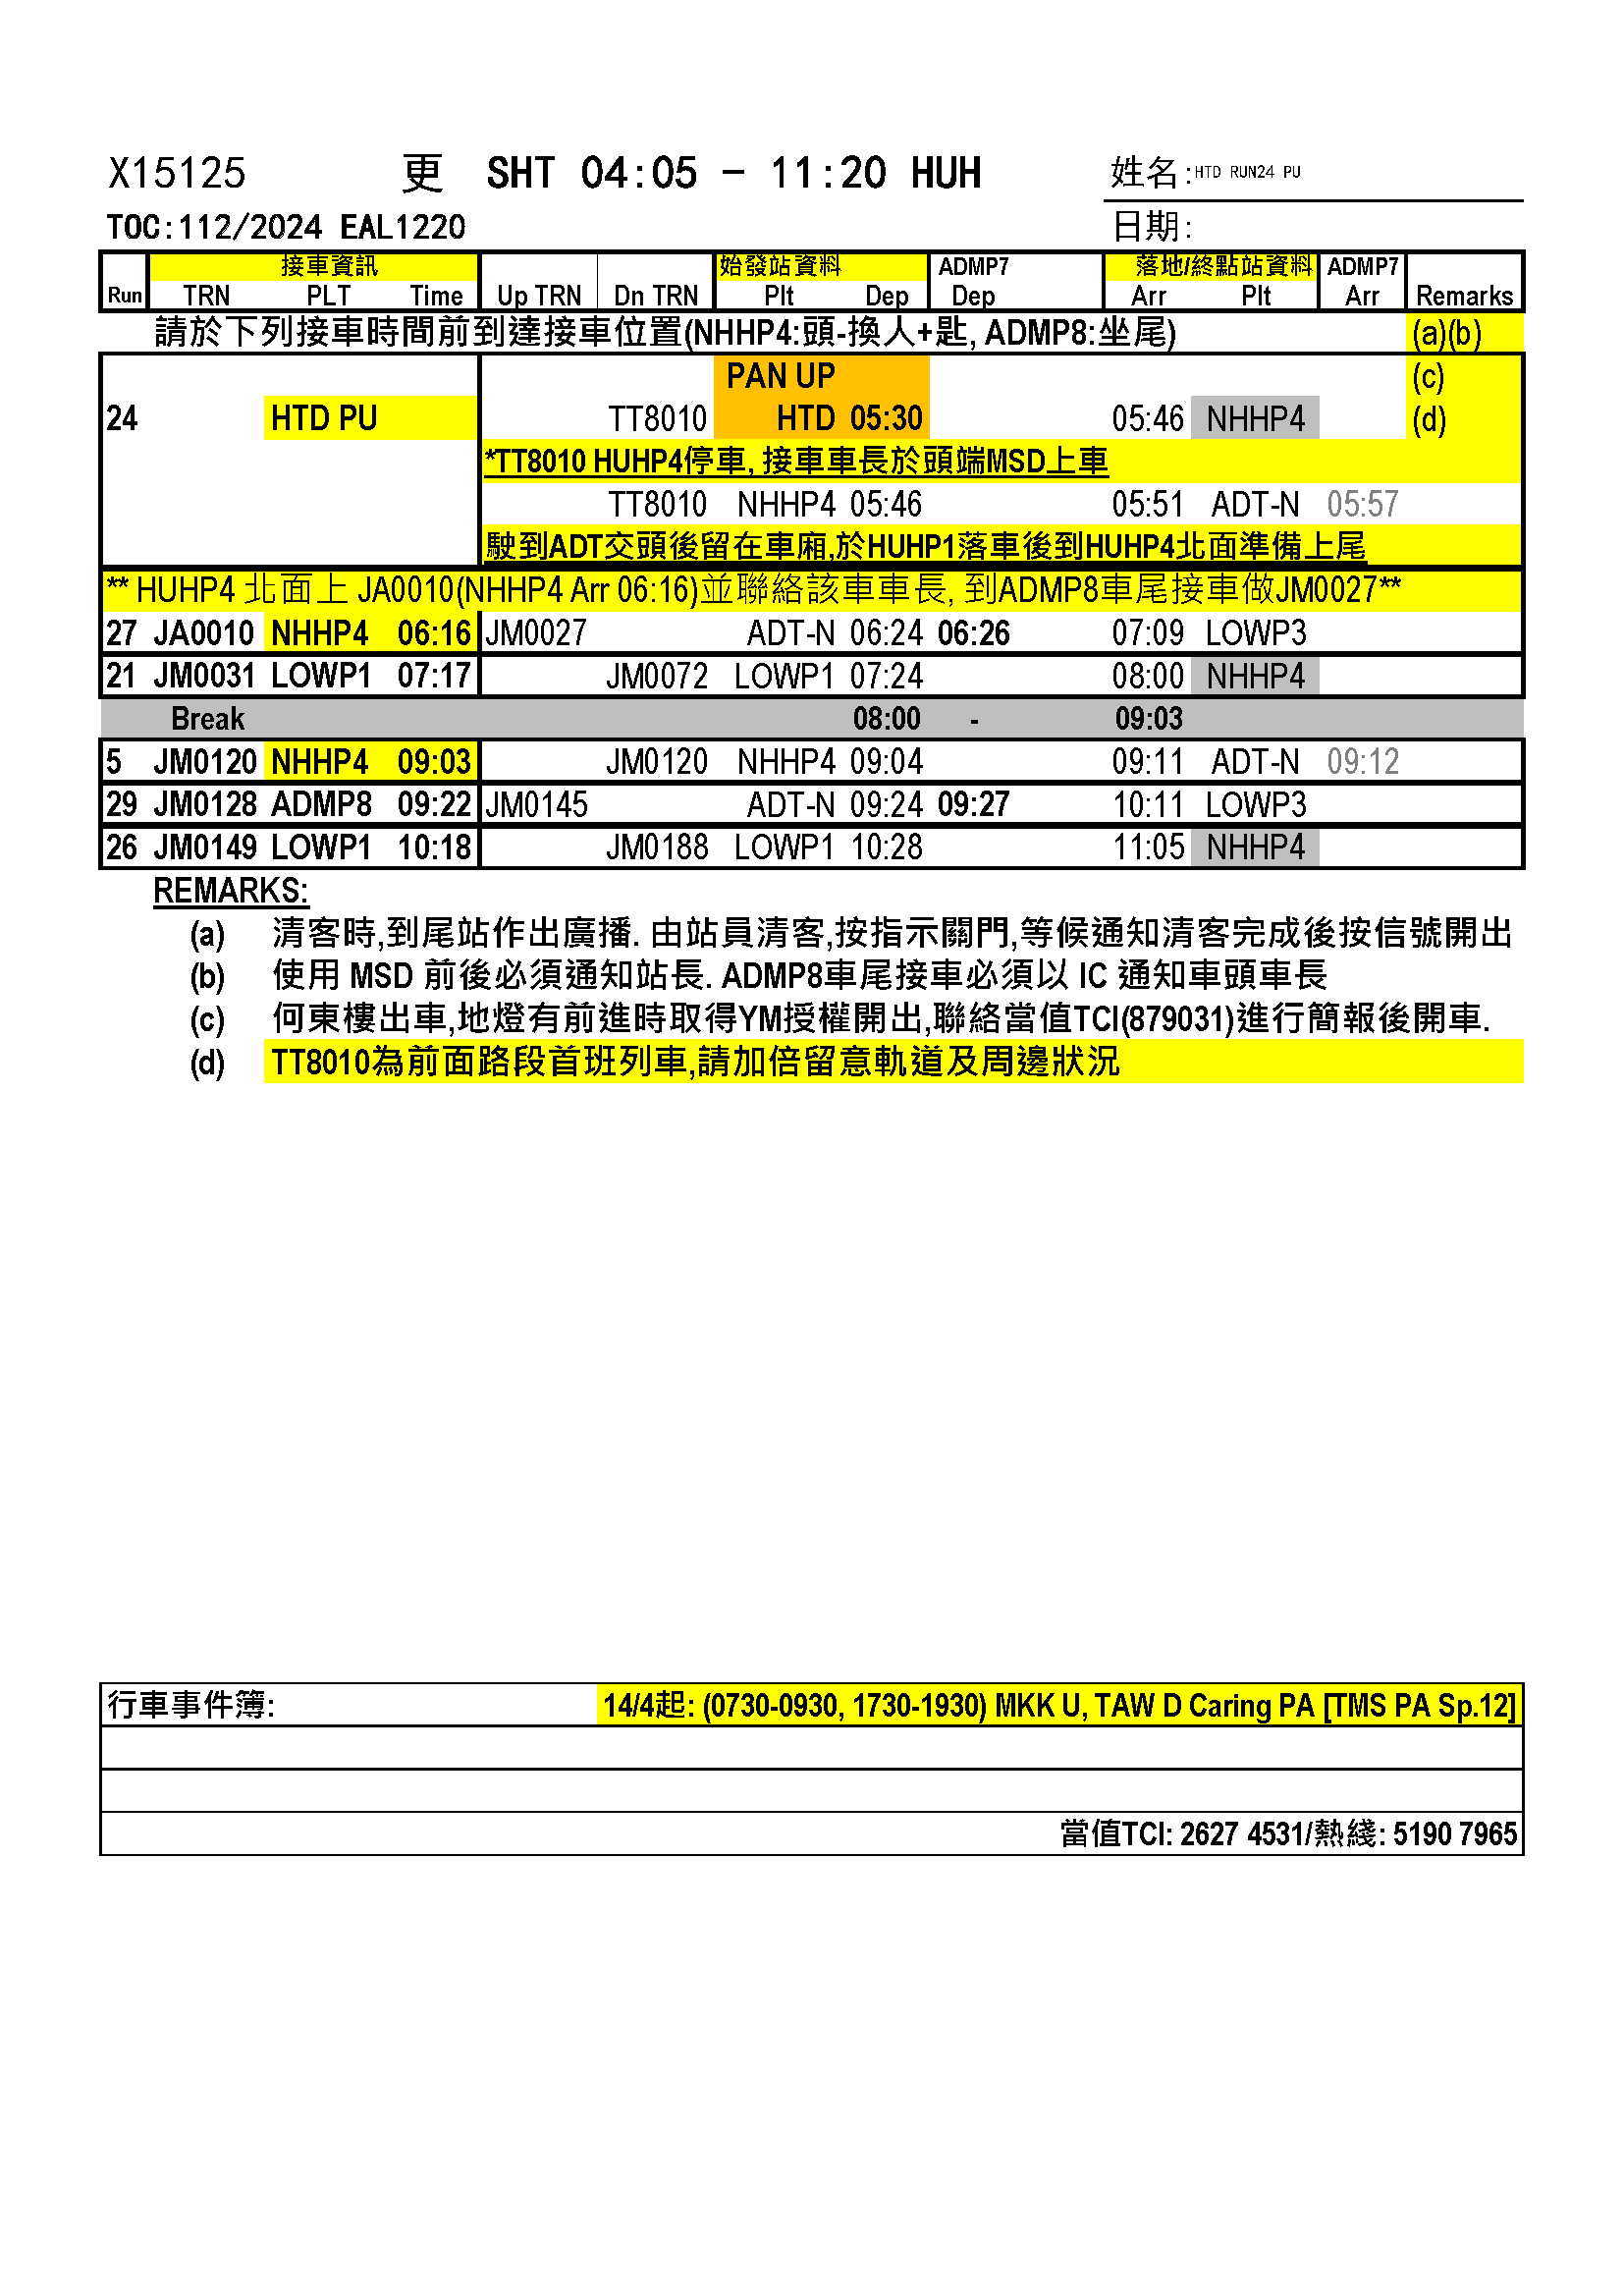 X15125 更 SHT 04:05 - 11:20 HUH 姓名:HTD RUN24 PU
TOC:112/2024 EAL1220 日期:
接車資訊 始發站資料 ADMP7 落地/終點站資料 ADMP7
Run TRN PLT Time Up TRN Dn TRN Plt Dep Dep Arr Plt Arr Remarks
請於下列接車時間前到達接車位置(NHHP4:頭-換人+匙, ADMP8:坐尾) (a)(b)
PAN UP (c)
24 HTD PU TT8010 HTD 05:30 05:46 NHHP4 (d)
*TT8010 HUHP4停車, 接車車長於頭端MSD上車
TT8010 NHHP4 05:46 05:51 ADT-N 05:57
駛到ADT交頭後留在車廂,於HUHP1落車後到HUHP4北面準備上尾
** HUHP4 北面上 JA0010(NHHP4 Arr 06:16)並聯絡該車車長, 到ADMP8車尾接車做JM0027**
27 JA0010 NHHP4 06:16 JM0027 ADT-N 06:24 06:26 07:09 LOWP3
21 JM0031 LOWP1 07:17 JM0072 LOWP1 07:24 08:00 NHHP4
Break 08:00 - 09:03
5 JM0120 NHHP4 09:03 JM0120 NHHP4 09:04 09:11 ADT-N 09:12
29 JM0128 ADMP8 09:22 JM0145 ADT-N 09:24 09:27 10:11 LOWP3
26 JM0149 LOWP1 10:18 JM0188 LOWP1 10:28 11:05 NHHP4
REMARKS:
(a) 清客時,到尾站作出廣播. 由站員清客,按指示關門,等候通知清客完成後按信號開出
(b) 使用 MSD 前後必須通知站長. ADMP8車尾接車必須以 IC 通知車頭車長
(c) 何東樓出車,地燈有前進時取得YM授權開出,聯絡當值TCI(879031)進行簡報後開車.
(d) TT8010為前面路段首班列車,請加倍留意軌道及周邊狀況
行車事件簿: 14/4起: (0730-0930, 1730-1930) MKK U, TAW D Caring PA [TMS PA Sp.12]
當值TCI: 2627 4531/熱綫: 5190 7965